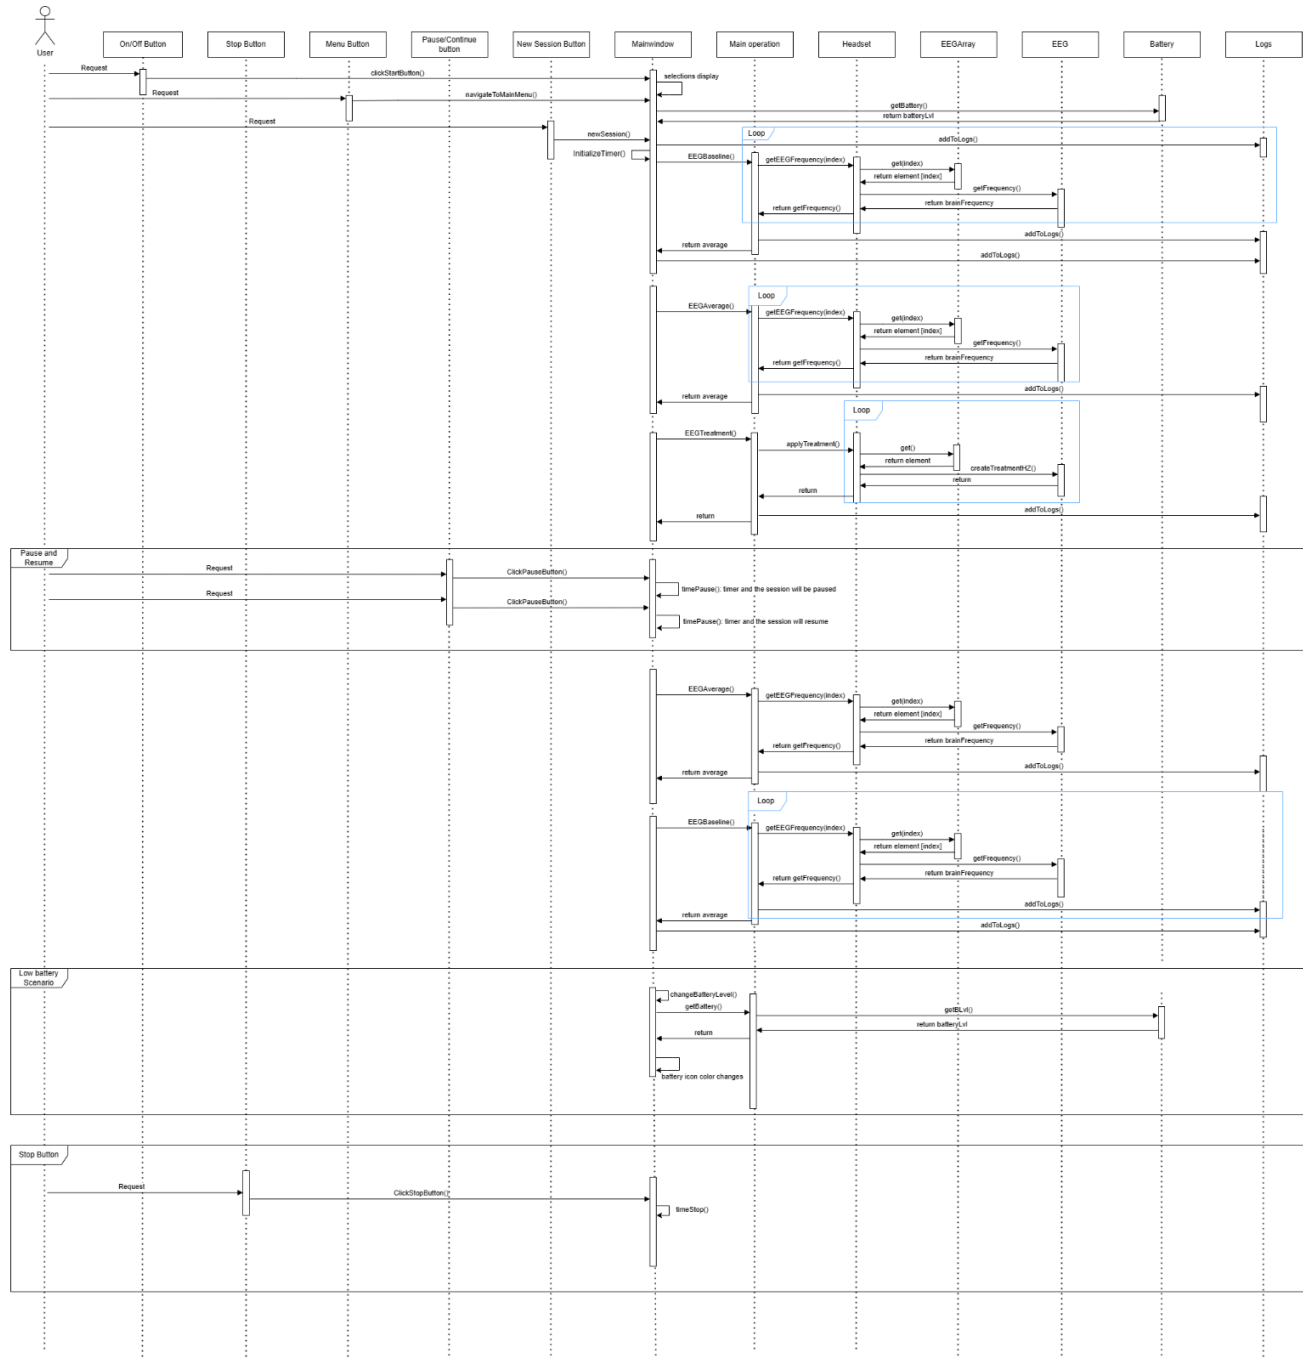 User
On/Off Button
Stop Button
Menu Button
Pause/Continue
button
New Session Button
Mainwindow
Main operation
Headset
EEGArray
EEG
Battery
Logs
Request
clickStartButton()
selections display
Request
navigateToMainMenu()
getBattery()
return batteryLvl
Request
newSession()
Loop
addToLogs()
InitializeTimer()
EEGBaseline()
getEEGFrequency(index)
get(index)
return element [index]
getFrequency()
return brainFrequency
return getFrequency()
addToLogs()
return average
addToLogs()
Loop
EEGAverage()
getEEGFrequency(index)
get(index)
return element [index]
getFrequency()
return brainFrequency
return getFrequency()
addToLogs()
return average
Loop
EEGTreatment()
applyTreatment()
get()
return element
createTreatmentHZ()
return
return
addToLogs()
return
Pause and
Resume
Request
ClickPauseButton()
timePause(): timer and the session will be paused
Request
ClickPauseButton()
timePause(): timer and the session will resume
EEGAverage()
getEEGFrequency(index)
get(index)
return element [index]
getFrequency()
return brainFrequency
return getFrequency()
addToLogs()
return average
Loop
EEGBaseline()
getEEGFrequency(index)
get(index)
return element [index]
getFrequency()
return brainFrequency
return getFrequency()
addToLogs()
return average
addToLogs()
Low battery
Scenario
changeBatteryLevel()
getBattery()
getBLvl()
return batteryLvl
return
battery icon color changes
Stop Button
Request
ClickStopButton()
timeStop()